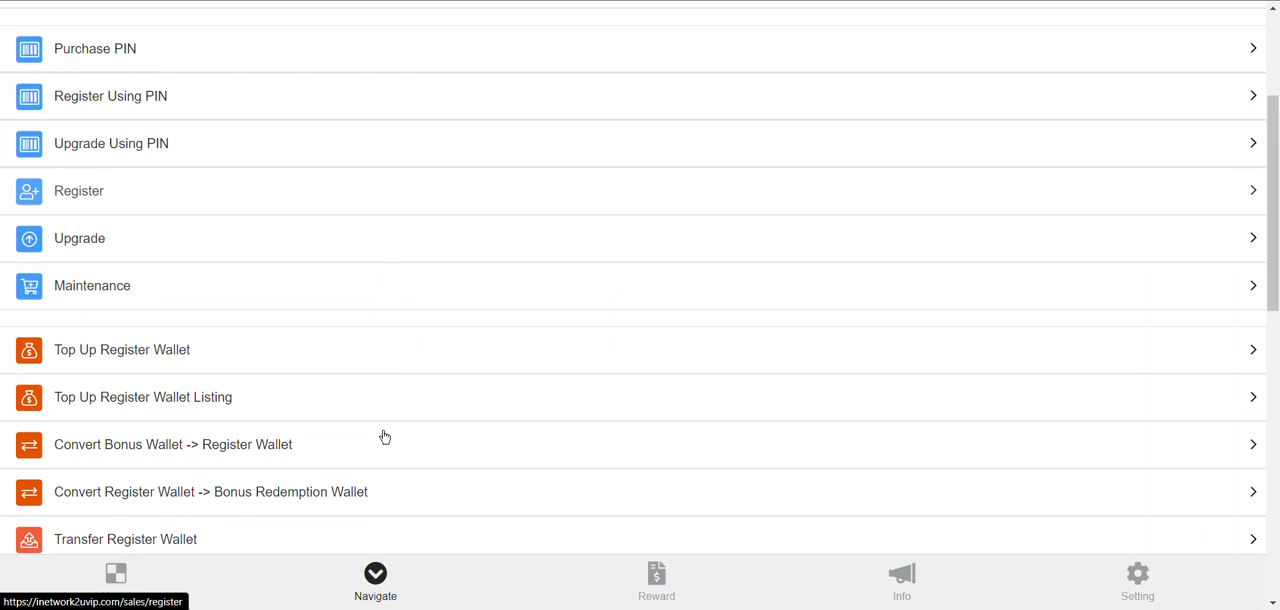 Purchase PIN
Register Using PIN
Upgrade Using PIN
Register
Upgrade
Maintenance
Top Up Register Wallet
Top Up Register Wallet Listing
Convert Bonus Wallet -> Register Wallet
Convert Register Wallet -> Bonus Redemption Wallet
Transfer Register Wallet
Navigate
Reward
Info
Setting
https://inetwork2uvip.com/sales/register